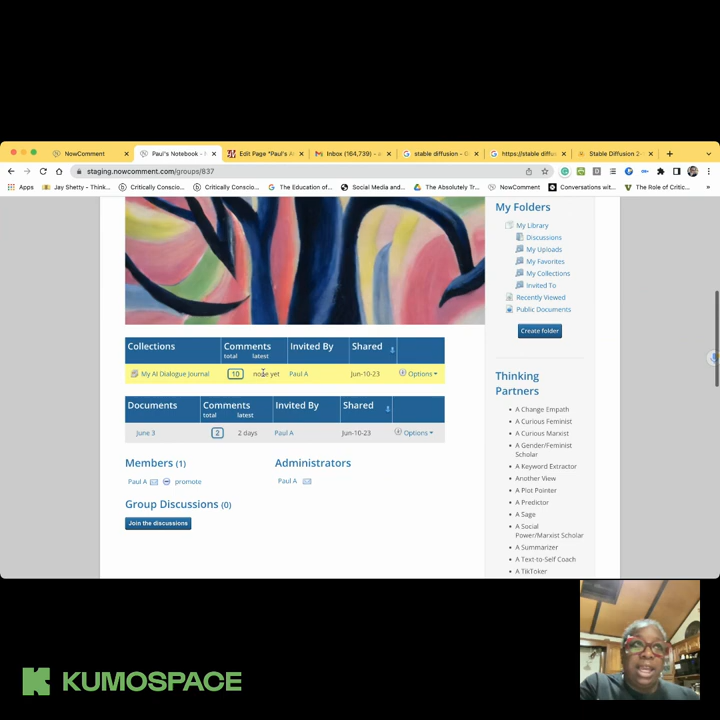 NowComment
Paul's Notebook - N
Edit Page "Paul's A
Inbox (164,739) - a
stable diffusion - G
https://stable diffus
Stable Diffusion 2-
staging.nowcomment.com/groups/837
Apps
Jay Shetty - Think...
Critically Conscio...
Critically Conscio...
The Education of...
Social Media and...
The Absolutely Tr...
NowComment
Conversations wit...
The Role of Critic...
My Folders
My Library
Discussions
My Uploads
My Favorites
My Collections
Invited To
Recently Viewed
Public Documents
Create folder
Collections Comments Invited By Shared
total latest
My AI Dialogue Journal 10 none yet Paul A Jun-10-23 Options
Documents Comments Invited By Shared
total latest
June 3 2 2 days Paul A Jun-10-23 Options
Members (1) Administrators
Paul A promote Paul A
Group Discussions (0)
Join the discussions
Thinking
Partners
A Change Empath
A Curious Feminist
A Curious Marxist
A Gender/Feminist
Scholar
A Keyword Extractor
Another View
A Plot Pointer
A Predictor
A Sage
A Social
Power/Marxist Scholar
A Summarizer
A Text-to-Self Coach
A TikToker
KUMOSPACE